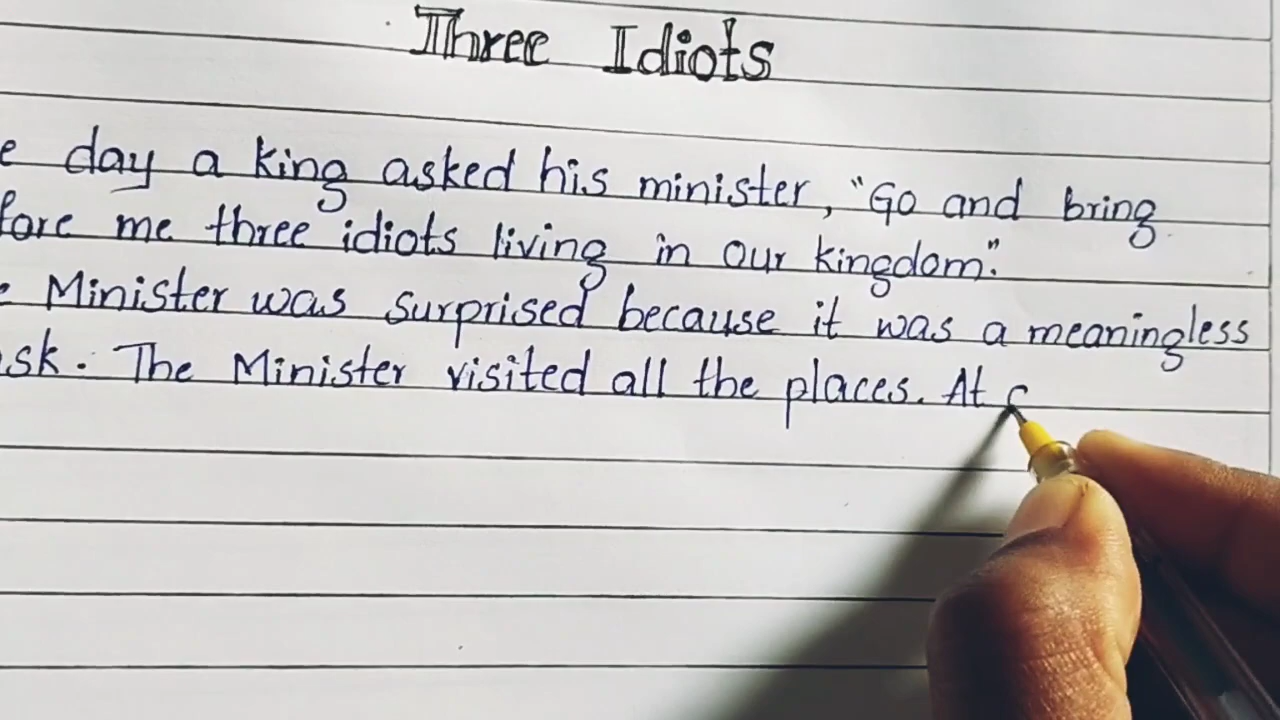 Three Idiots
e day a king asked his minister, "Go and bring
fore me three idiots living in our kingdom."
e Minister was surprised because it was a meaningless
sk. The Minister visited all the places. At